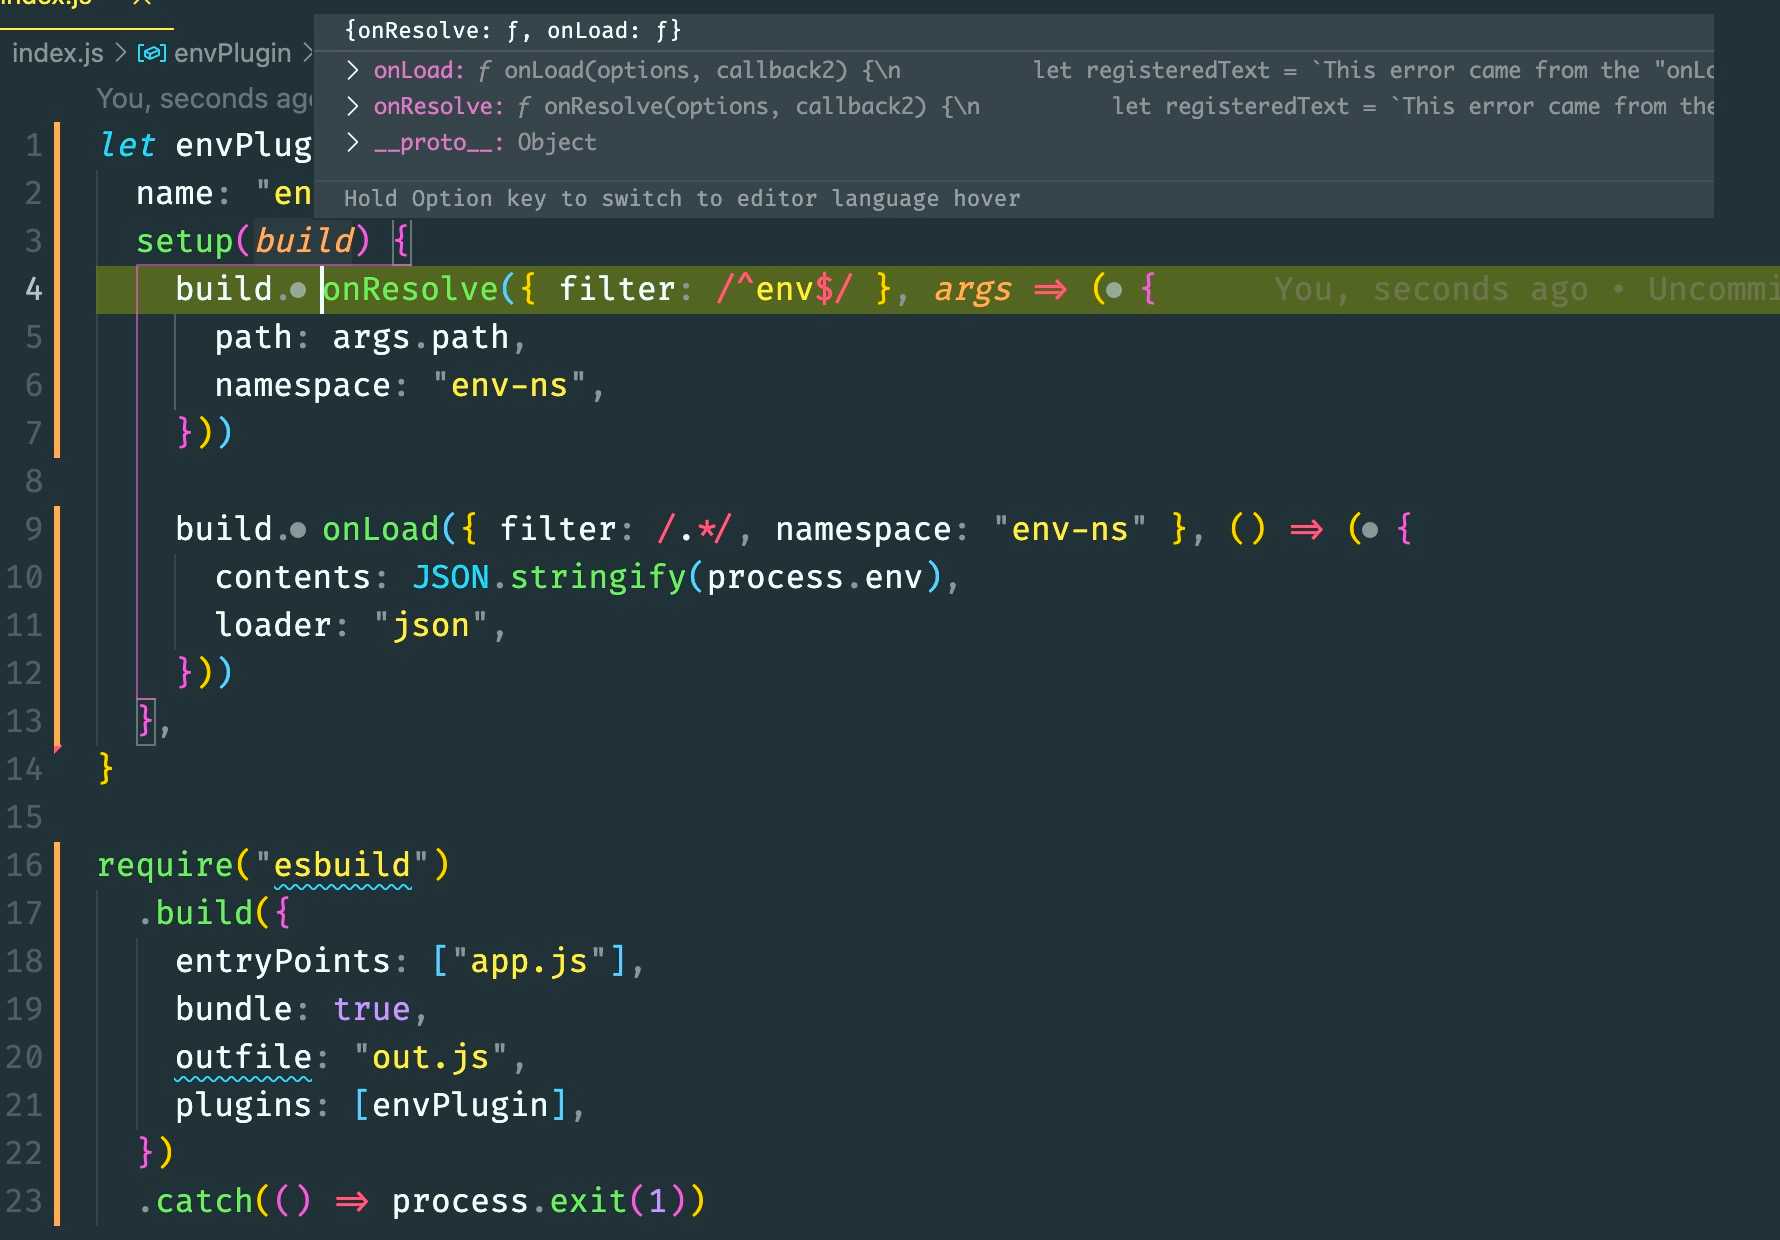 index.js
{onResolve: ƒ, onLoad: ƒ}
index.js > envPlugin >
> onLoad: ƒ onLoad(options, callback2) {\n let registeredText = `This error came from the "onLo
> onResolve: ƒ onResolve(options, callback2) {\n let registeredText = `This error came from the
> __proto__: Object
Hold Option key to switch to editor language hover
You, seconds ago
1 let envPlug
2 name: "en
3 setup(build) {
4 build.onResolve({ filter: /^env$/ }, args => ({ You, seconds ago • Uncommi
5 path: args.path,
6 namespace: "env-ns",
7 }))
8
9 build.onLoad({ filter: /.*/, namespace: "env-ns" }, () => ({
10 contents: JSON.stringify(process.env),
11 loader: "json",
12 }))
13 },
14 }
15
16 require("esbuild")
17 .build({
18 entryPoints: ["app.js"],
19 bundle: true,
20 outfile: "out.js",
21 plugins: [envPlugin],
22 })
23 .catch(() => process.exit(1))